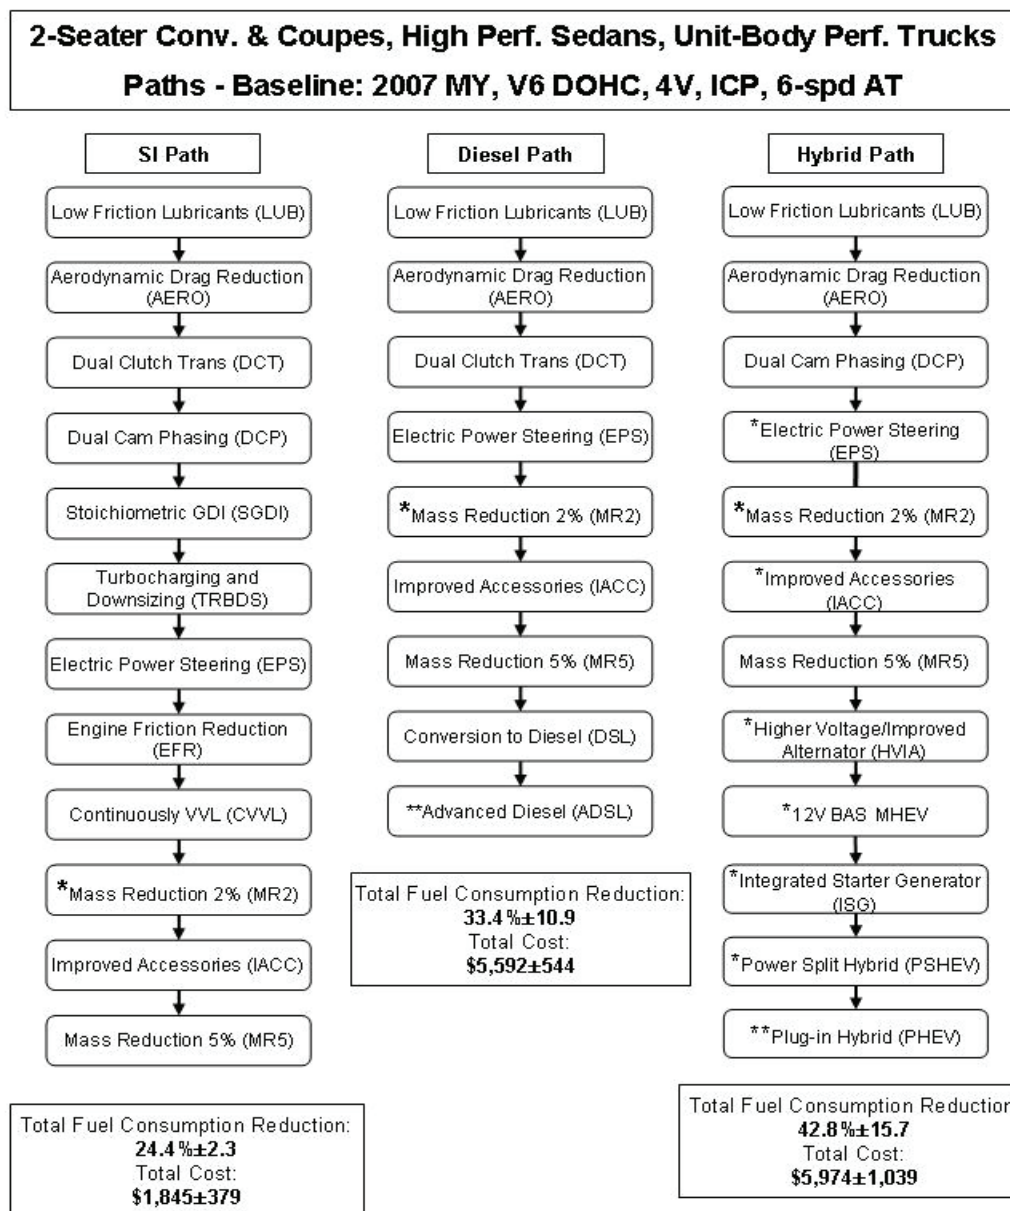 2-Seater Conv. & Coupes, High Perf. Sedans, Unit-Body Perf. Trucks
Paths - Baseline: 2007 MY, V6 DOHC, 4V, ICP, 6-spd AT
SI Path
Low Friction Lubricants (LUB)
Aerodynamic Drag Reduction
(AERO)
Dual Clutch Trans (DCT)
Dual Cam Phasing (DCP)
Stoichiometric GDI (SGDI)
Turbocharging and
Downsizing (TRBDS)
Electric Power Steering (EPS)
Engine Friction Reduction
(EFR)
Continuously VVL (CVVL)
*Mass Reduction 2% (MR2)
Improved Accessories (IACC)
Mass Reduction 5% (MR5)
Total Fuel Consumption Reduction:
24.4%±2.3
Total Cost:
$1,845±379
Diesel Path
Low Friction Lubricants (LUB)
Aerodynamic Drag Reduction
(AERO)
Dual Clutch Trans (DCT)
Electric Power Steering (EPS)
*Mass Reduction 2% (MR2)
Improved Accessories (IACC)
Mass Reduction 5% (MR5)
Conversion to Diesel (DSL)
**Advanced Diesel (ADSL)
Total Fuel Consumption Reduction:
33.4%±10.9
Total Cost:
$5,592±544
Hybrid Path
Low Friction Lubricants (LUB)
Aerodynamic Drag Reduction
(AERO)
Dual Cam Phasing (DCP)
*Electric Power Steering
(EPS)
*Mass Reduction 2% (MR2)
*Improved Accessories
(IACC)
Mass Reduction 5% (MR5)
*Higher Voltage/Improved
Alternator (HVIA)
*12V BAS MHEV
*Integrated Starter Generator
(ISG)
*Power Split Hybrid (PSHEV)
**Plug-in Hybrid (PHEV)
Total Fuel Consumption Reduction
42.8%±15.7
Total Cost:
$5,974±1,039